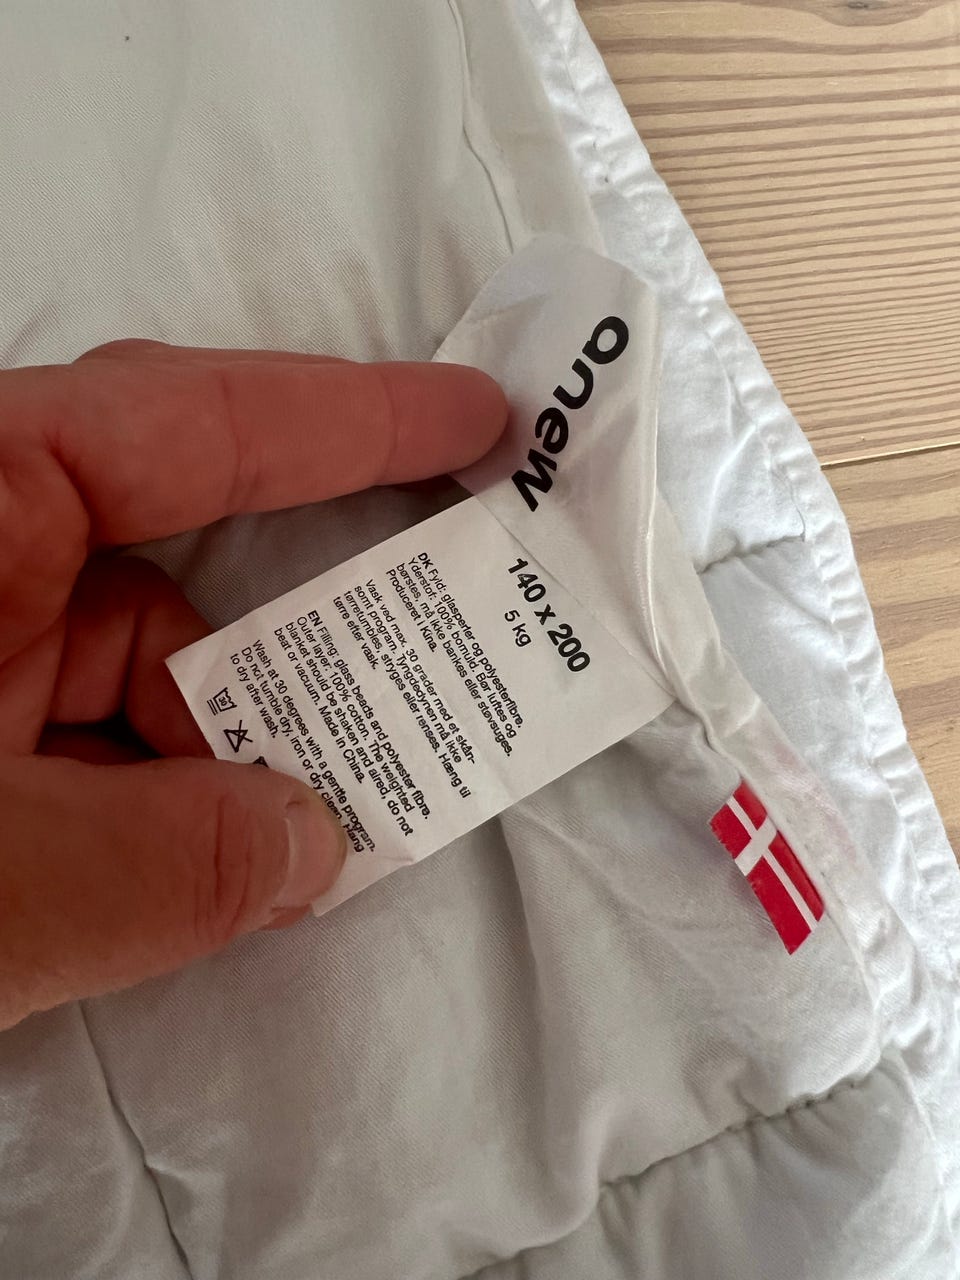 anew
140 x 200
5 kg
DK Fyld: glasperler og polyesterfibre.
Yderstof: 100% bomuld. Bør luftes og
børstes, må ikke bankes eller støvsuges.
Produceret i Kina.
Vask ved max. 30 grader med et skån-
somt program. Tyngdedynen må ikke
tørretumbles, stryges eller renses. Hæng til
tørre efter vask.
EN Filling: glass beads and polyester fibre.
Outer layer: 100% cotton. The weighted
blanket should be shaken and aired, do not
beat or vacuum. Made in China.
Wash at 30 degrees with a gentle program.
Do not tumble dry, iron or dry clean. Hang
to dry after wash.
30